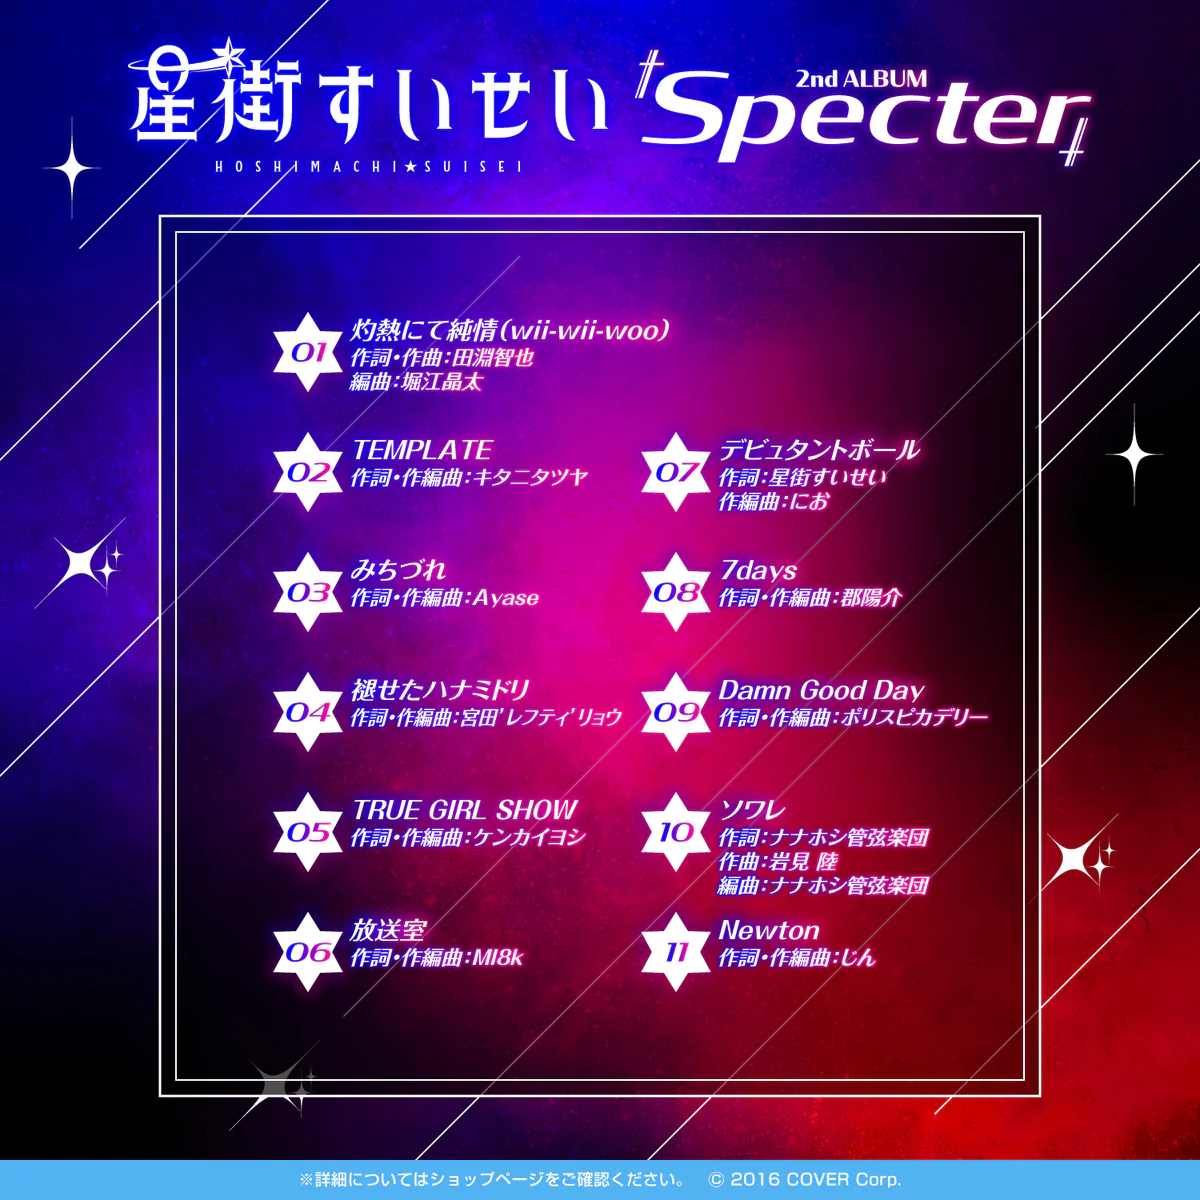 星街すいせい
HOSHIMACHI★SUISEI
2nd ALBUM
Specter
01
灼熱にて純情(wii-wii-woo)
作詞・作曲:田淵智也
編曲:堀江晶太
02
TEMPLATE
作詞・作編曲:キタニタツヤ
03
みちづれ
作詞・作編曲:Ayase
04
褪せたハナミドリ
作詞・作編曲:宮田'レフティ'リョウ
05
TRUE GIRL SHOW
作詞・作編曲:ケンカイヨシ
06
放送室
作詞・作編曲:MI8k
07
デビュタントボール
作詞:星街すいせい
作編曲:にお
08
7days
作詞・作編曲:郡陽介
09
Damn Good Day
作詞・作編曲:ポリスピカデリー
10
ソワレ
作詞:ナナホシ管弦楽団
作曲:岩見 陸
編曲:ナナホシ管弦楽団
11
Newton
作詞・作編曲:じん
※詳細についてはショップページをご確認ください。 © 2016 COVER Corp.